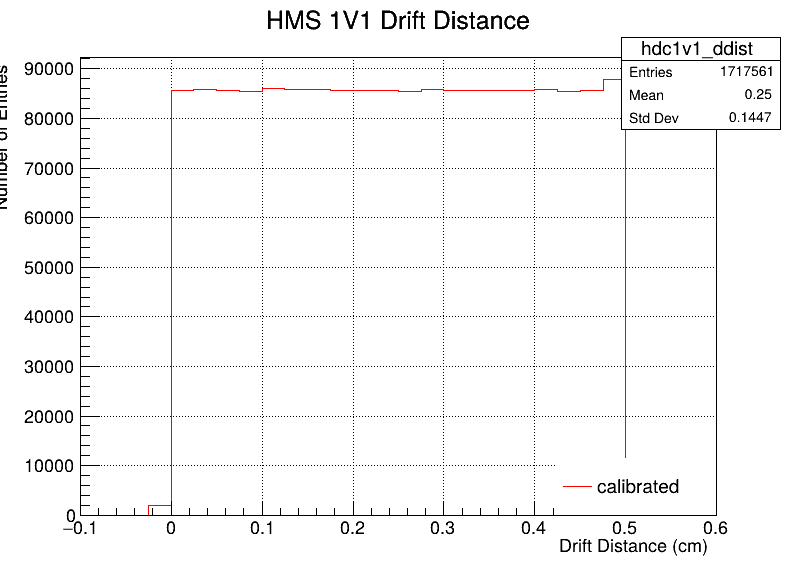 HMS 1V1 Drift Distance
hdc1v1_ddist
Entries 1717561
Mean 0.25
Std Dev 0.1447
Number of Entries
90000
80000
70000
60000
50000
40000
30000
20000
10000
0
calibrated
−0.1 0 0.1 0.2 0.3 0.4 0.5 0.6
Drift Distance (cm)